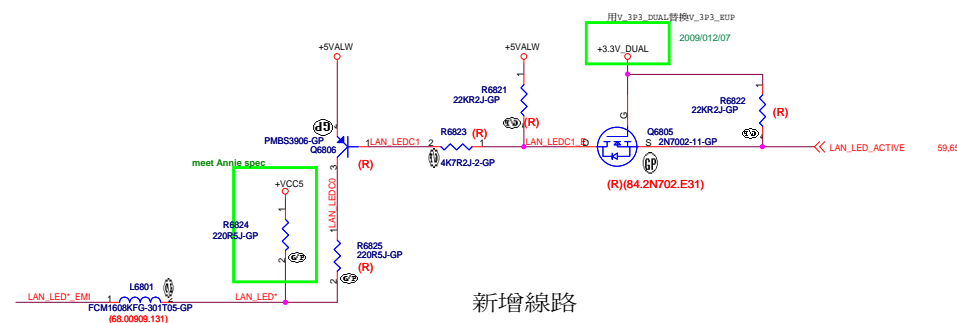 用V_3P3_DUAL替換V_3P3_EUP
2009/012/07
+5VALW
+5VALW
+3.3V_DUAL
R6821
22KR2J-GP
(R)
R6822
22KR2J-GP
(R)
PMBS3906-GP
Q6806
(R)
LAN_LEDC1
R6823
(R)
4K7R2J-2-GP
LAN_LEDC1_B
D
G
S
Q6805
2N7002-11-GP
GP
(R)(84.2N702.E31)
LAN_LED_ACTIVE
59,65
meet Annie spec
+VCC5
R6824
220R5J-GP
LAN_LEDC0
R6825
220R5J-GP
(R)
L6801
LAN_LED*_EMI
1
2
LAN_LED*
FCM1608KFG-301T05-GP
(68.00909.131)
新增線路